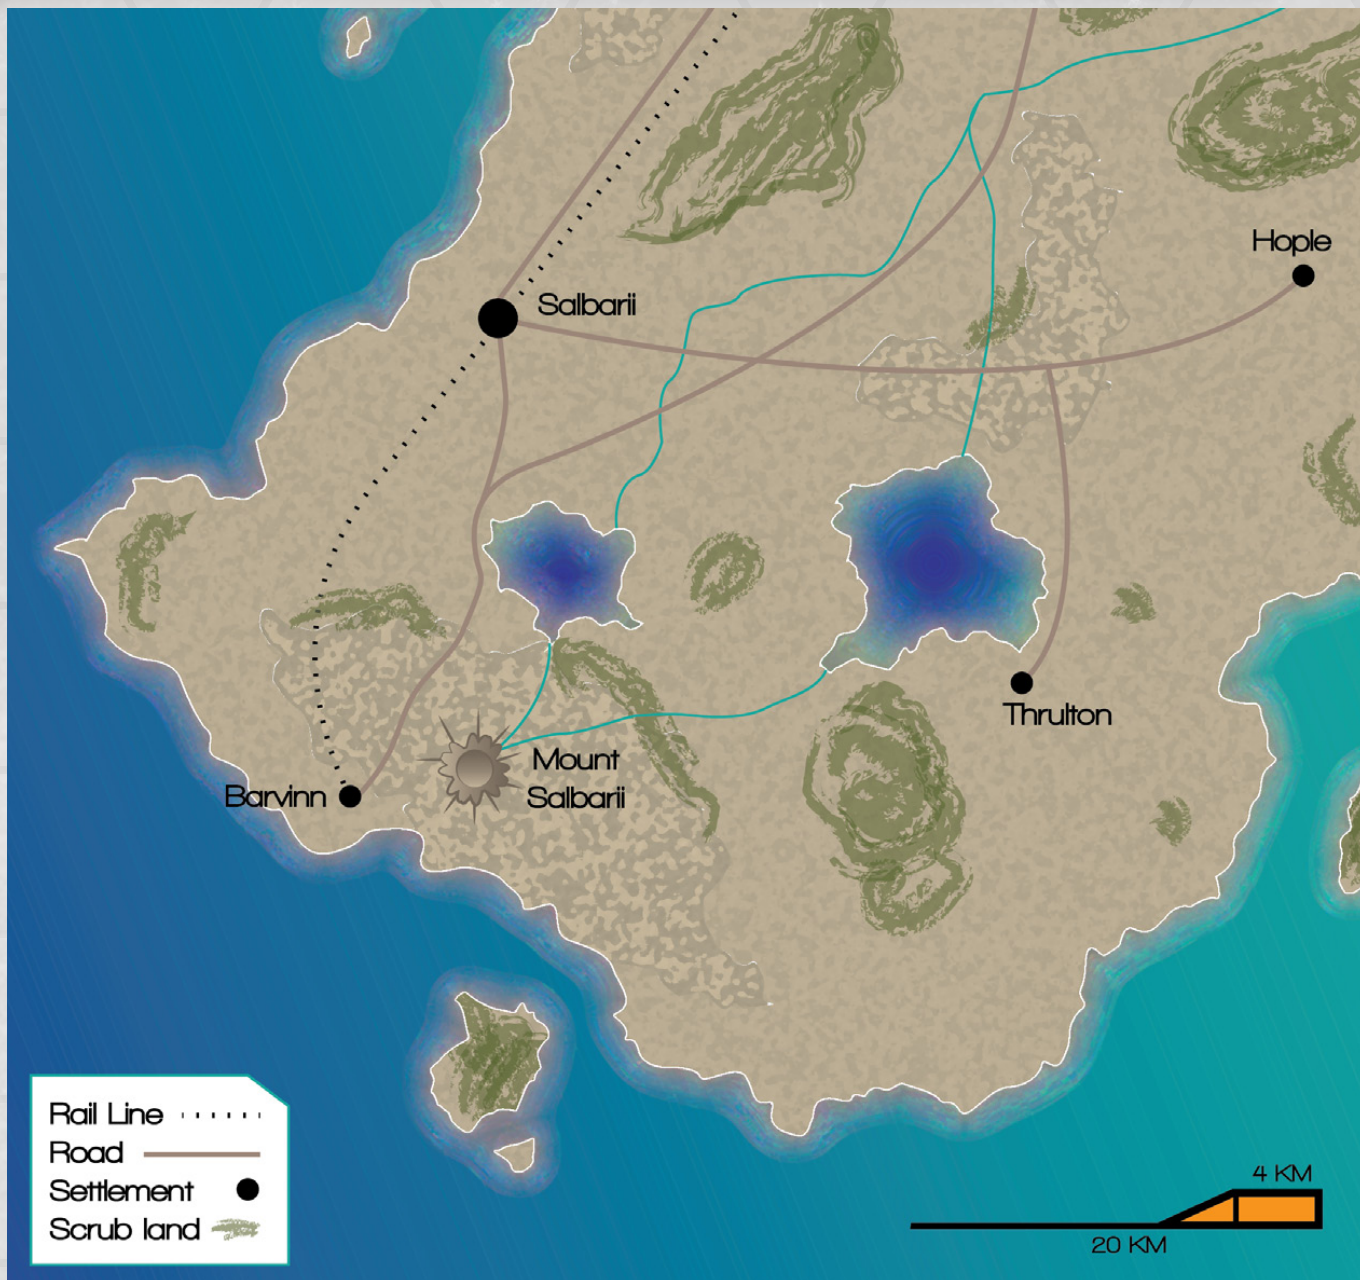 Hople
Salbarii
Thrulton
Mount
Salbarii
Barvinn
Rail Line
Road
Settlement
Scrub land
4 KM
20 KM